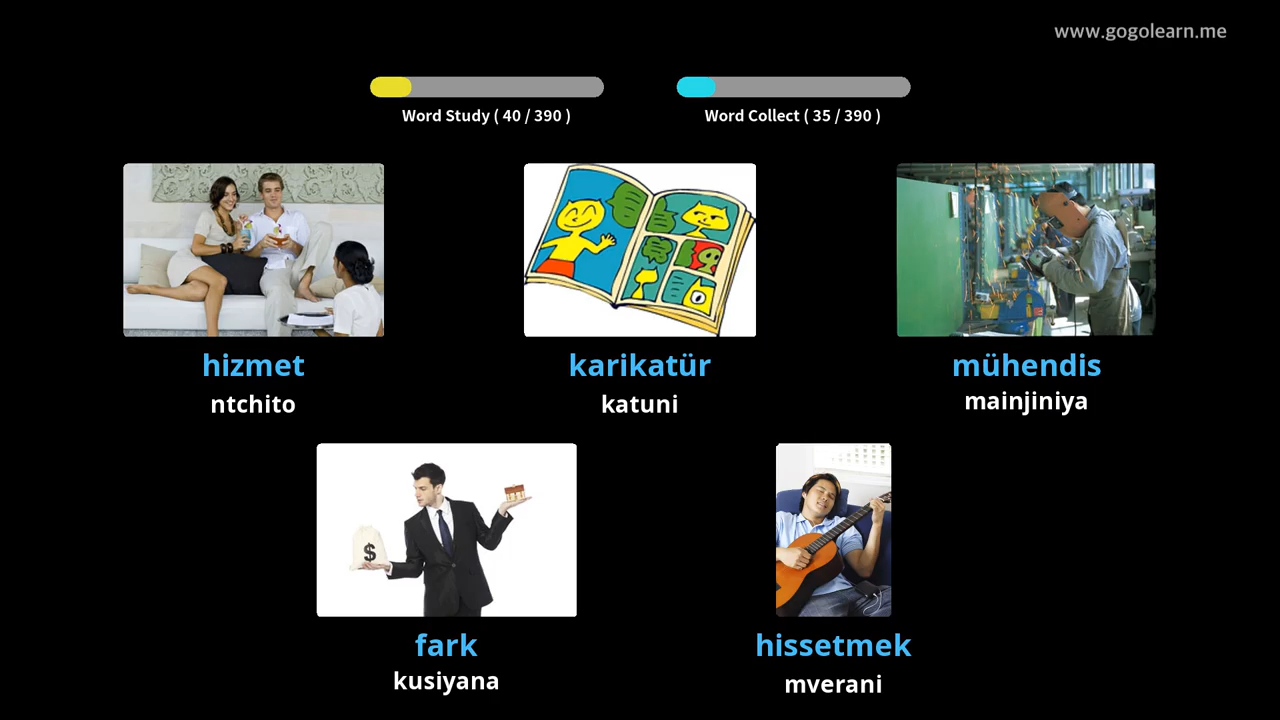 www.gogolearn.me
Word Study ( 40 / 390 )
Word Collect ( 35 / 390 )
hizmet
ntchito
karikatür
katuni
mühendis
mainjiniya
$
fark
kusiyana
hissetmek
mverani